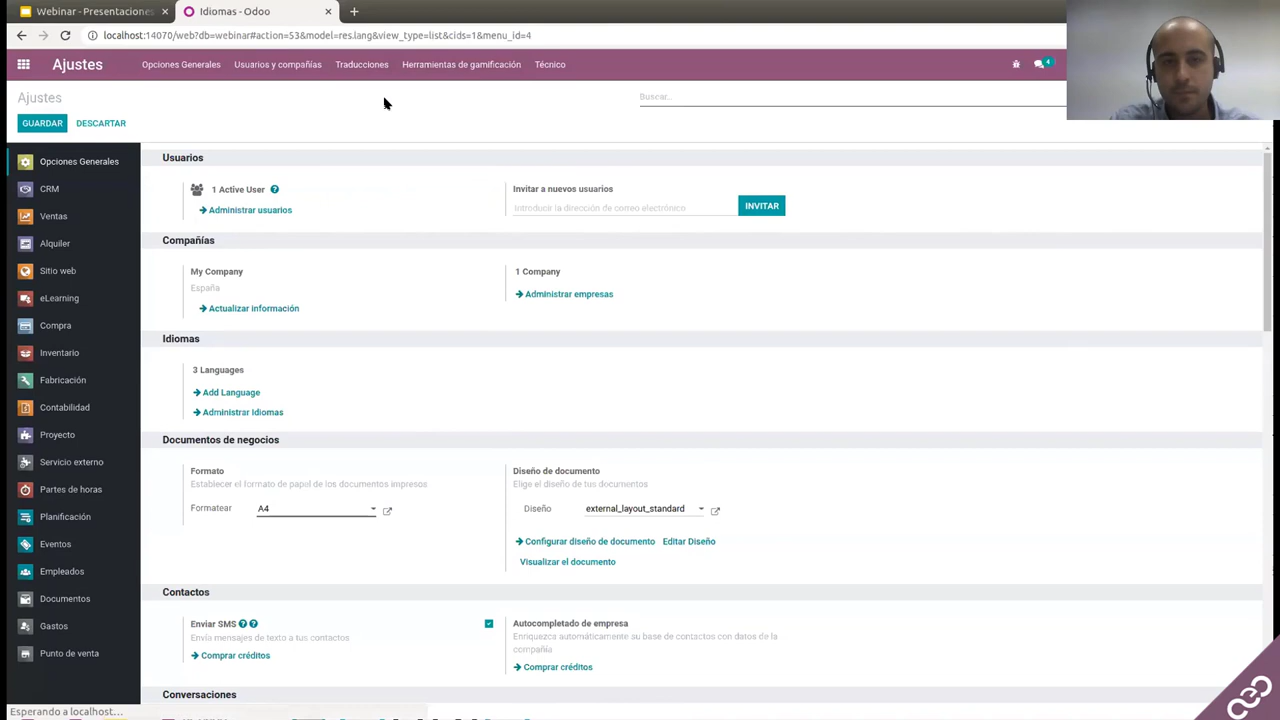 Webinar - Presentaciones
Idiomas - Odoo
localhost:14070/web?db=webinar#action=53&model=res.lang&view_type=list&cids=1&menu_id=4
Ajustes
Opciones Generales
Usuarios y compañías
Traducciones
Herramientas de gamificación
Técnico
4
Ajustes
Buscar...
GUARDAR
DESCARTAR
Opciones Generales
CRM
Ventas
Alquiler
Sitio web
eLearning
Compra
Inventario
Fabricación
Contabilidad
Proyecto
Servicio externo
Partes de horas
Planificación
Eventos
Empleados
Documentos
Gastos
Punto de venta
Usuarios
1 Active User
Administrar usuarios
Invitar a nuevos usuarios
Introducir la dirección de correo electrónico
INVITAR
Compañías
My Company
España
Actualizar información
1 Company
Administrar empresas
Idiomas
3 Languages
Add Language
Administrar Idiomas
Documentos de negocios
Formato
Establecer el formato de papel de los documentos impresos
Formatear
A4
Diseño de documento
Elige el diseño de tus documentos
Diseño
external_layout_standard
Configurar diseño de documento
Editar Diseño
Visualizar el documento
Contactos
Enviar SMS
Envía mensajes de texto a tus contactos
Comprar créditos
Autocompletado de empresa
Enriquezca automáticamente su base de contactos con datos de la
compañía
Comprar créditos
Conversaciones
Esperando a localhost...